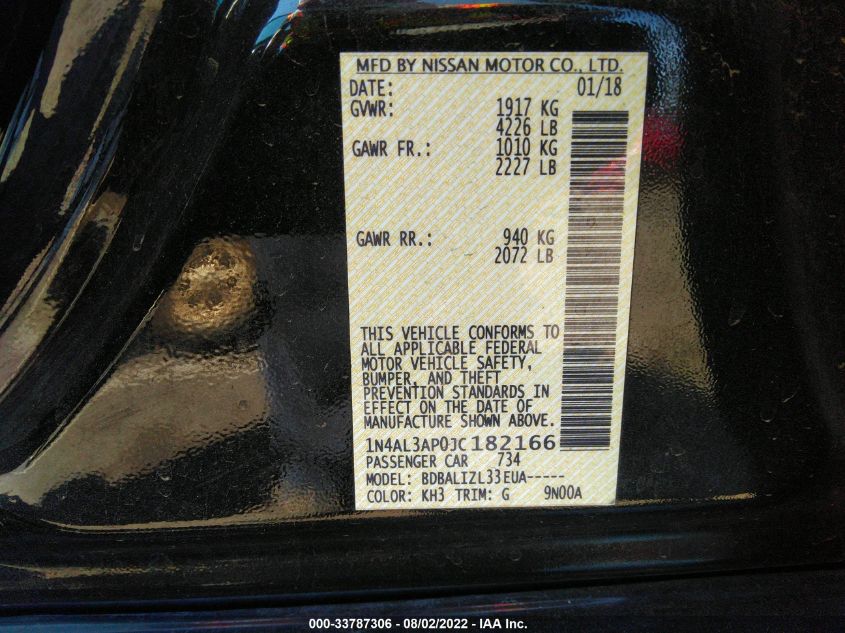 MFD BY NISSAN MOTOR CO., LTD.
DATE: 01/18
GVWR: 1917 KG
4226 LB
GAWR FR.: 1010 KG
2227 LB
GAWR RR.: 940 KG
2072 LB
THIS VEHICLE CONFORMS TO
ALL APPLICABLE FEDERAL
MOTOR VEHICLE SAFETY,
BUMPER, AND THEFT
PREVENTION STANDARDS IN
EFFECT ON THE DATE OF
MANUFACTURE SHOWN ABOVE.
1N4AL3AP0JC182166
PASSENGER CAR 734
MODEL: BDBALIZL33EUA-----
COLOR: KH3 TRIM: G 9N00A
000-33787306 - 08/02/2022 - IAA Inc.